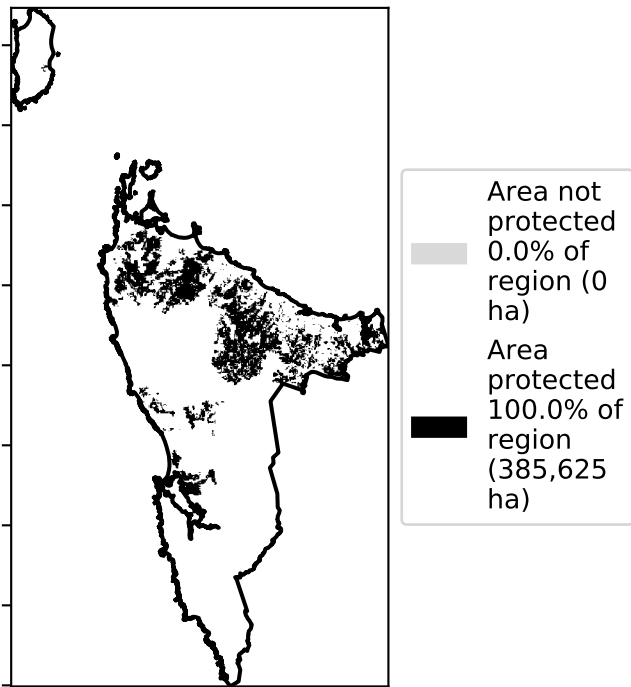 Area not
protected
0.0% of
region (0
ha)
Area
protected
100.0% of
region
(385,625
ha)